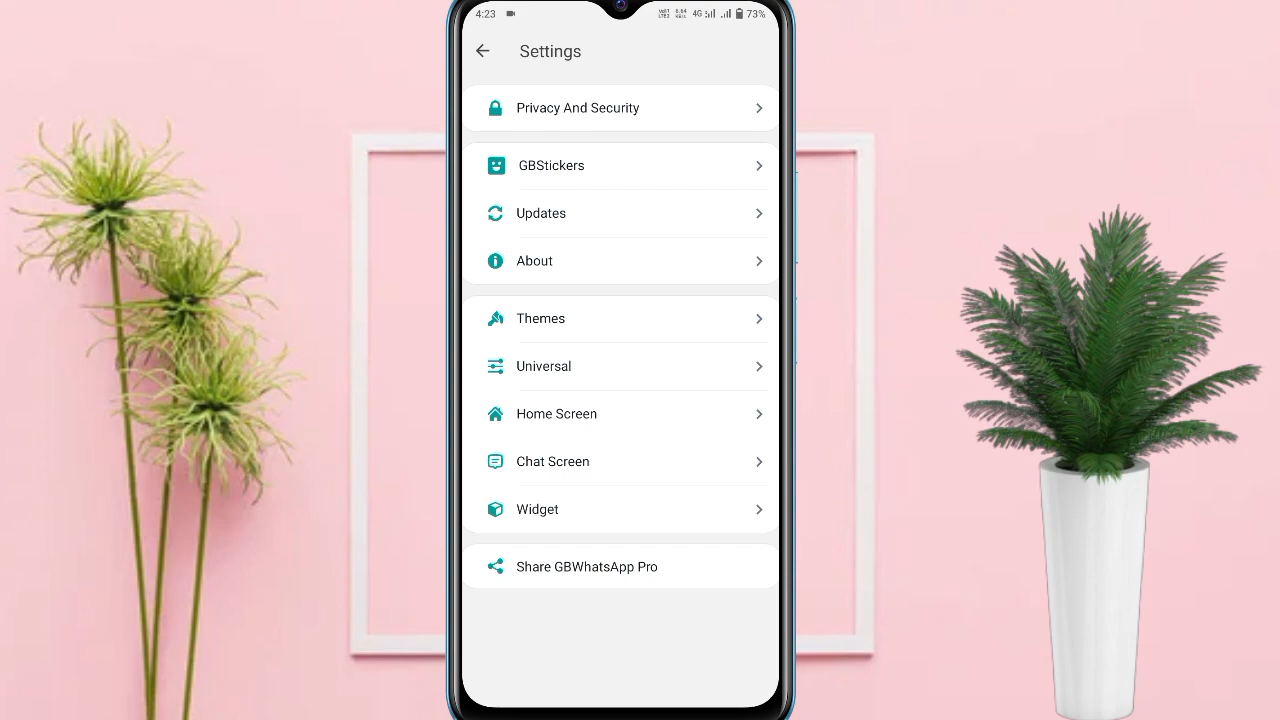 4:23
4G
73%
Settings
Privacy And Security
GBStickers
Updates
About
Themes
Universal
Home Screen
Chat Screen
Widget
Share GBWhatsApp Pro